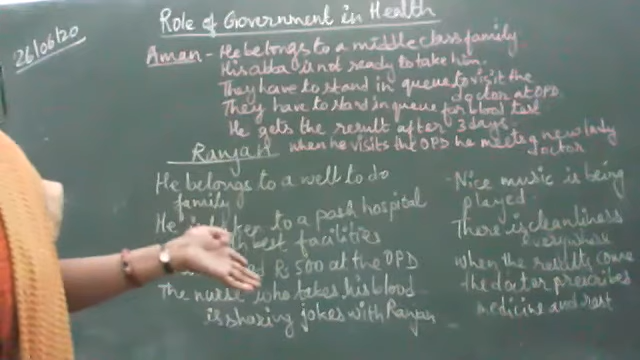 26/06/20
Role of Government in Health
Aman - He belongs to a middle class family
His abba is not ready to take him.
They have to stand in queue to visit the
doctor at OPD.
They have to stand in queue for blood test
He gets the result after 3 days.
when he visits the OPD he meets a new lady
doctor
Ranjan
He belongs to a well to do
family
He is taken to a posh hospital
best facilities
Rs 500 at the OPD
The nurse who takes his blood
is sharing jokes with Ranjan
- Nice music is being
played
There is cleanliness
everywhere
when the results come
the doctor prescribes
medicine and rest